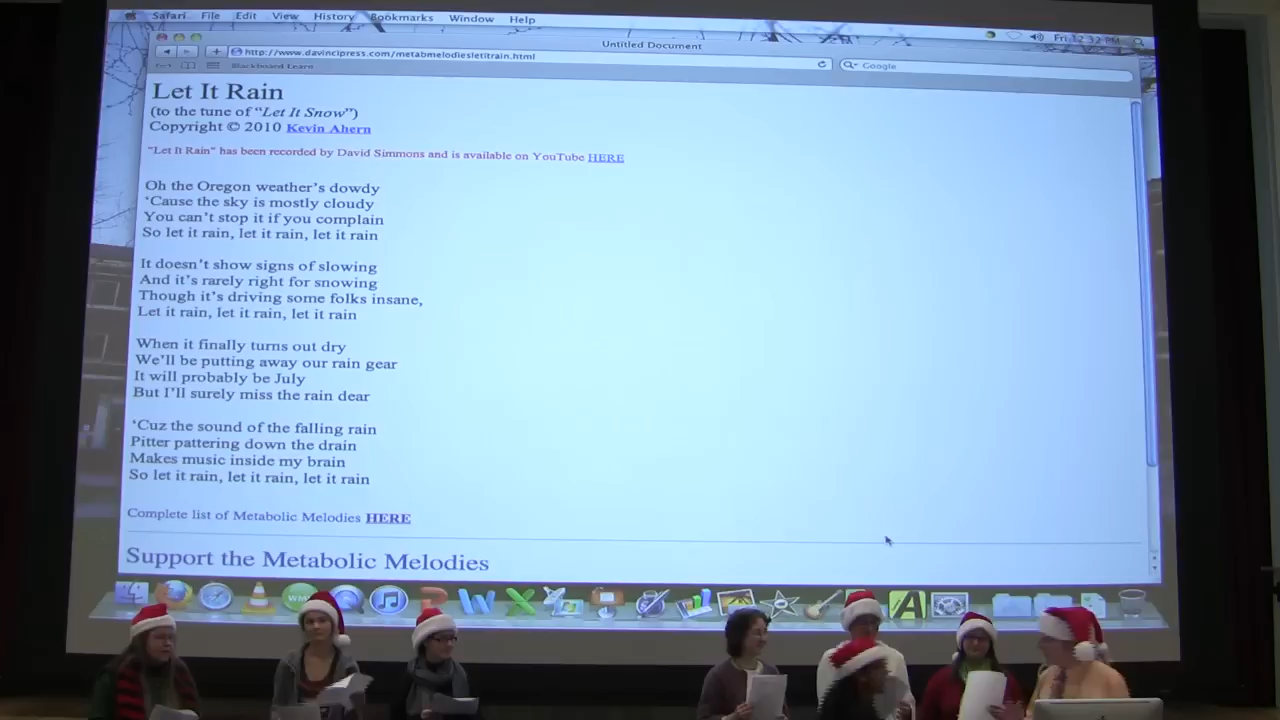 Safari File Edit View History Bookmarks Window Help
Fri 12:32 PM
Untitled Document
http://www.davincipress.com/metabmelodiesletitrain.html
Google
Blackboard Learn
Let It Rain
(to the tune of “Let It Snow”)
Copyright © 2010 Kevin Ahern
"Let It Rain" has been recorded by David Simmons and is available on YouTube HERE
Oh the Oregon weather’s dowdy
‘Cause the sky is mostly cloudy
You can’t stop it if you complain
So let it rain, let it rain, let it rain
It doesn’t show signs of slowing
And it’s rarely right for snowing
Though it’s driving some folks insane,
Let it rain, let it rain, let it rain
When it finally turns out dry
We’ll be putting away our rain gear
It will probably be July
But I’ll surely miss the rain dear
‘Cuz the sound of the falling rain
Pitter pattering down the drain
Makes music inside my brain
So let it rain, let it rain, let it rain
Complete list of Metabolic Melodies HERE
Support the Metabolic Melodies